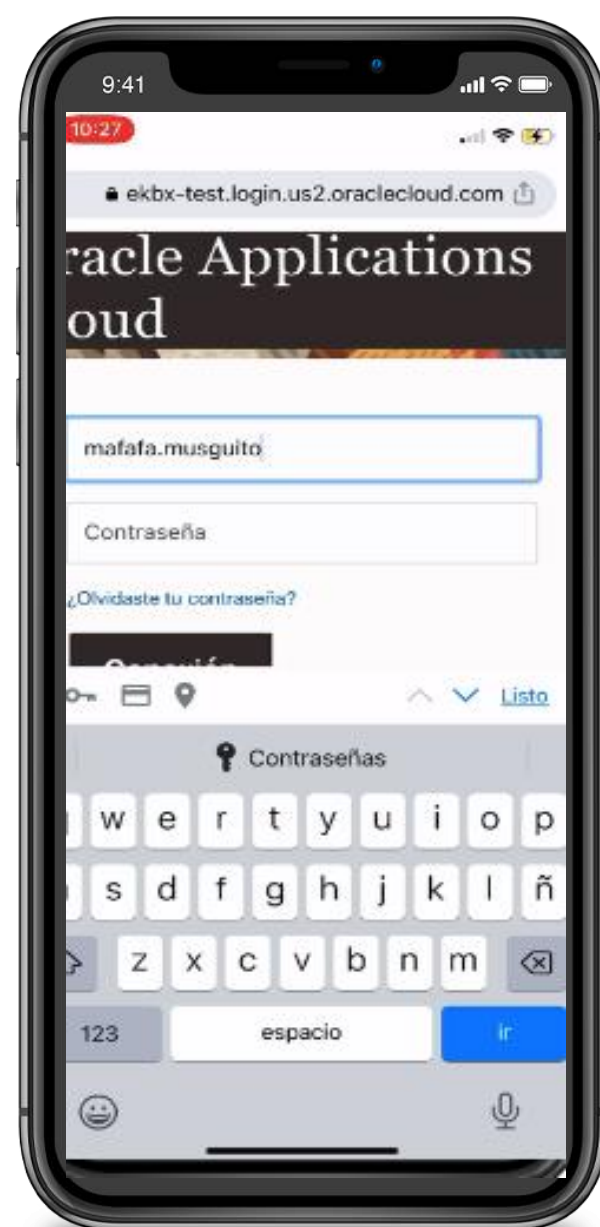 9:41
10:27
ekbx-test.login.us2.oraclecloud.com
racle Applications
oud
mafafa.musguito
Contraseña
¿Olvidaste tu contraseña?
Conexión
Listo
Contraseñas
w e r t y u i o p
s d f g h j k l ñ
z x c v b n m
123 espacio ir